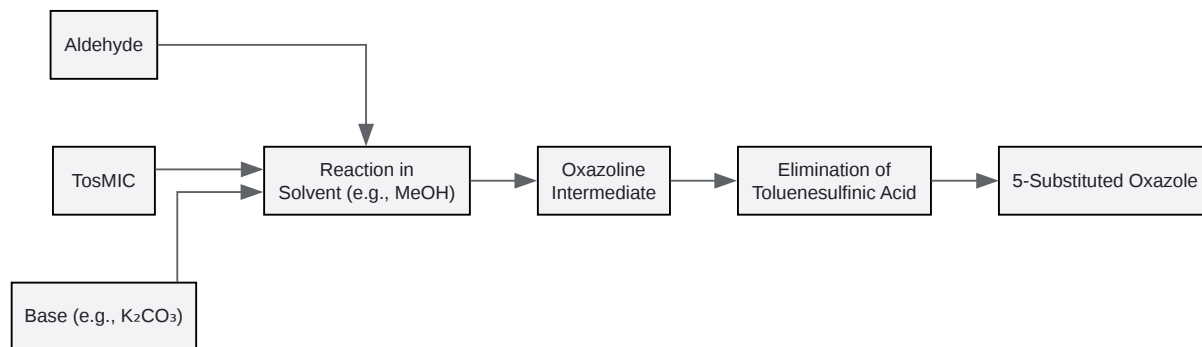 Aldehyde
TosMIC
Base (e.g., K₂CO₃)
Reaction in
Solvent (e.g., MeOH)
Oxazoline
Intermediate
Elimination of
Toluenesulfinic Acid
5-Substituted Oxazole